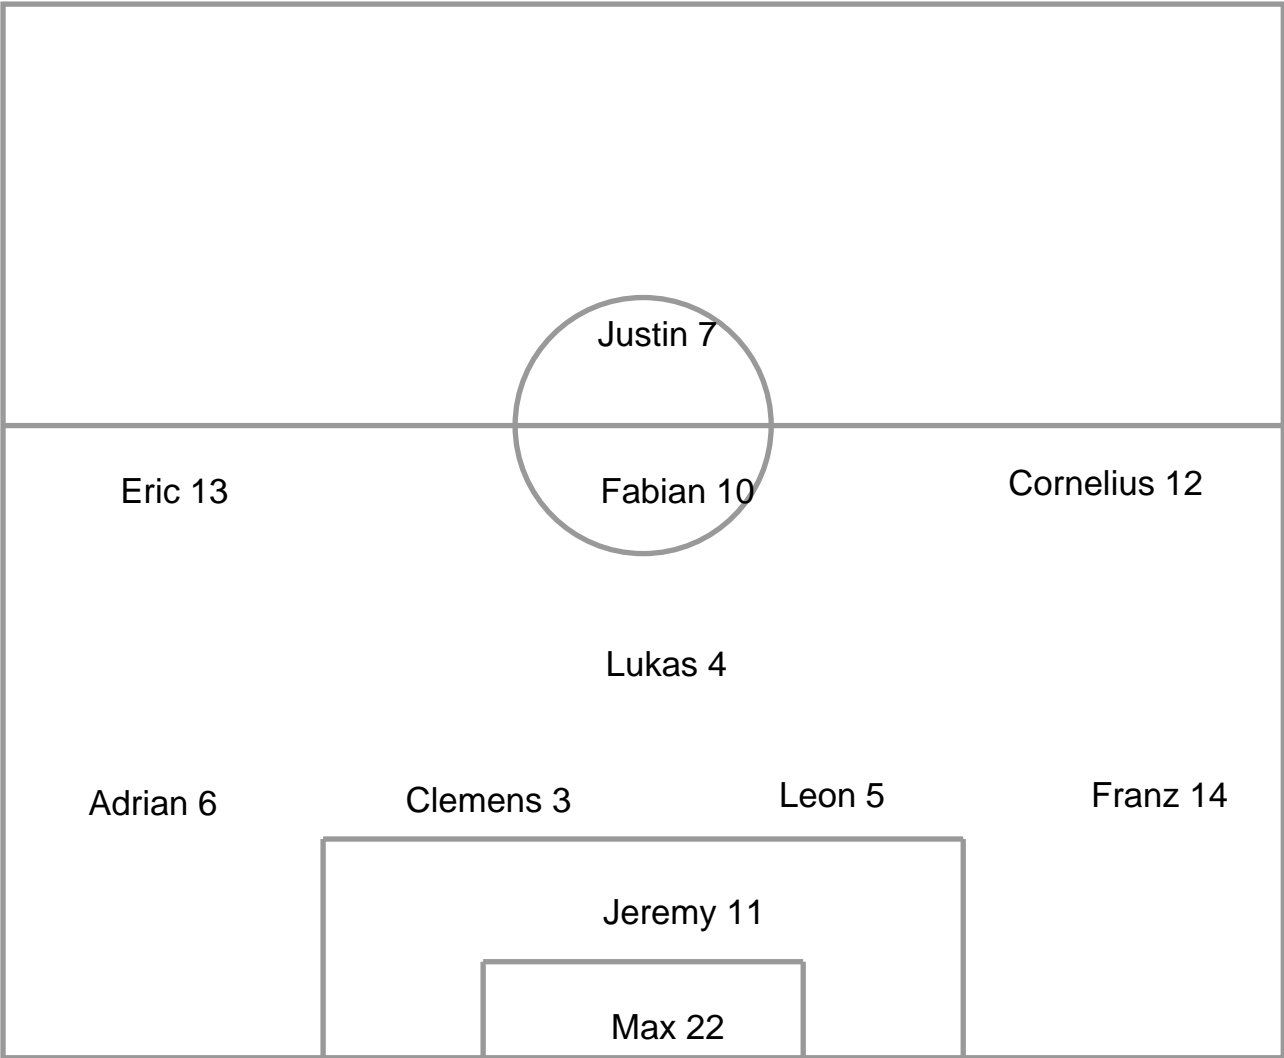 Justin 7
Eric 13
Fabian 10
Cornelius 12
Lukas 4
Adrian 6
Clemens 3
Leon 5
Franz 14
Jeremy 11
Max 22